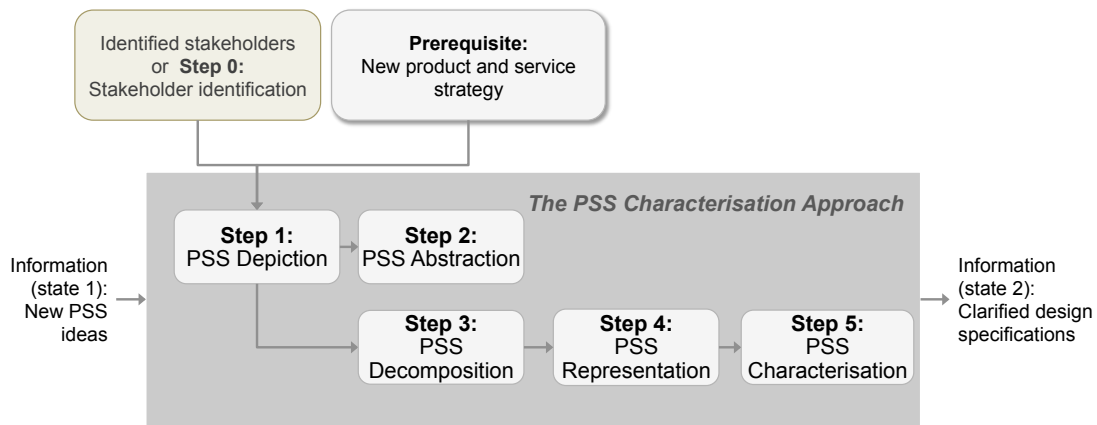 Identified stakeholders
or Step 0:
Stakeholder identification
Prerequisite:
New product and service
strategy
The PSS Characterisation Approach
Step 1:
PSS Depiction
Step 2:
PSS Abstraction
Information
(state 1):
New PSS
ideas
Information
(state 2):
Clarified design
specifications
Step 3:
PSS
Decomposition
Step 4:
PSS
Representation
Step 5:
PSS
Characterisation